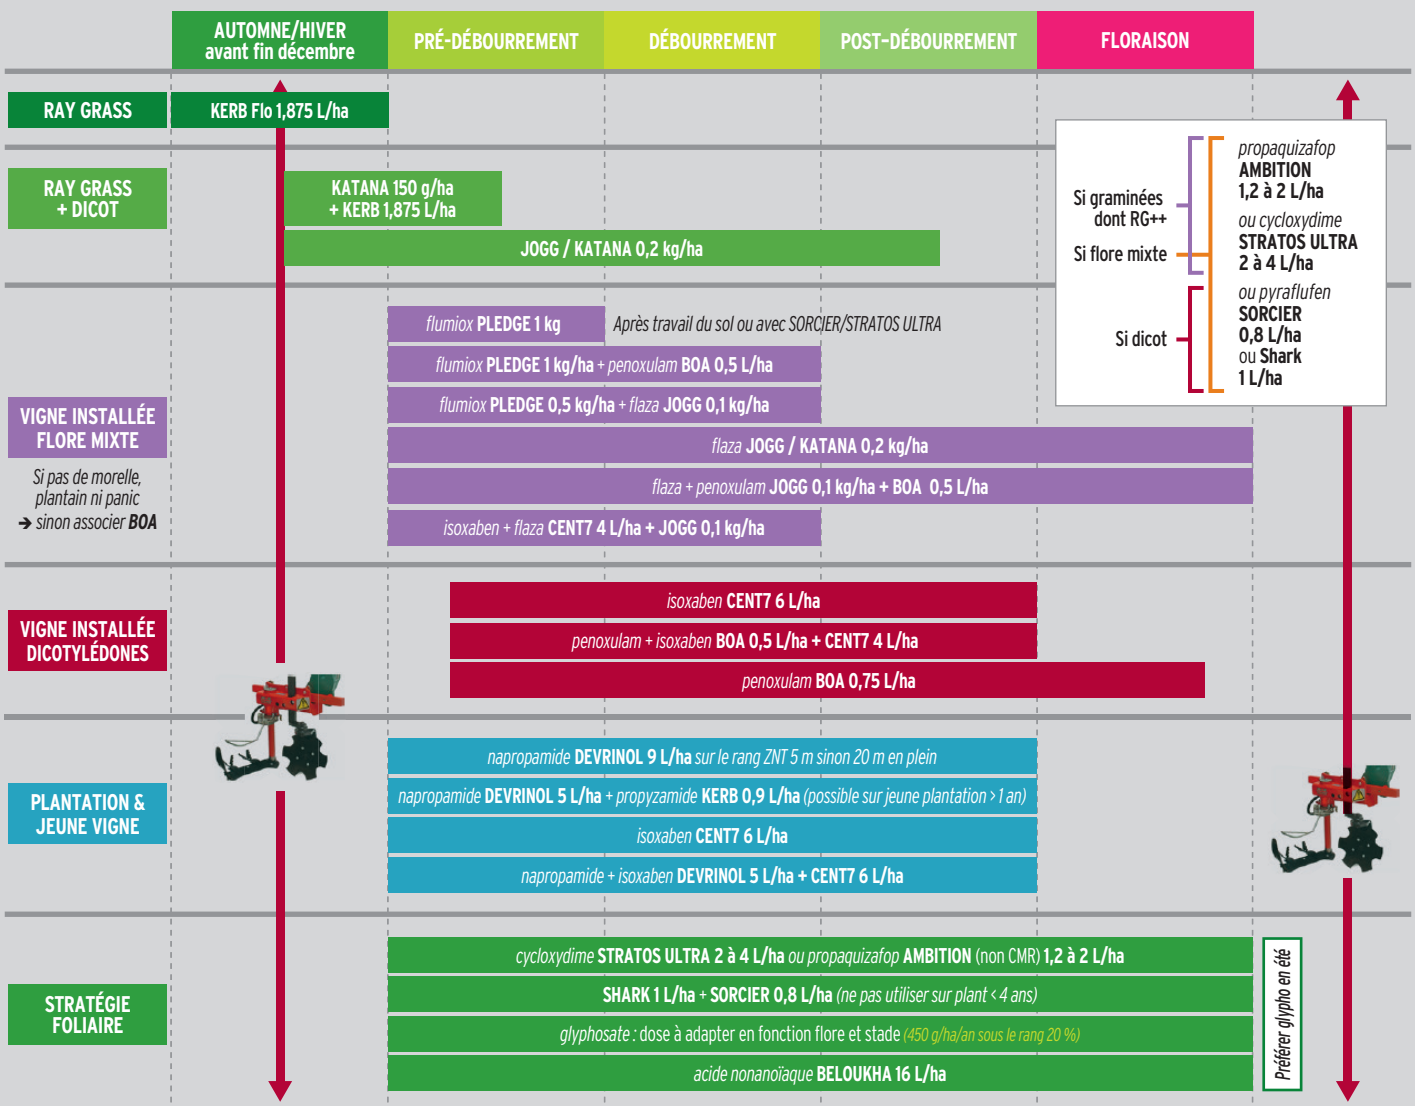 AUTOMNE/HIVER
avant fin décembre
PRÉ-DÉBOURREMENT
DÉBOURREMENT
POST-DÉBOURREMENT
FLORAISON
RAY GRASS
KERB Flo 1,875 L/ha
RAY GRASS
+ DICOT
KATANA 150 g/ha
+ KERB 1,875 L/ha
JOGG / KATANA 0,2 kg/ha
Si graminées
dont RG++
Si flore mixte
Si dicot
propaquizafop
AMBITION
1,2 à 2 L/ha
ou cycloxydime
STRATOS ULTRA
2 à 4 L/ha
ou pyraflufen
SORCIER
0,8 L/ha
ou Shark
1 L/ha
VIGNE INSTALLÉE
FLORE MIXTE
Si pas de morelle,
plantain ni panic
➔ sinon associer BOA
flumiox PLEDGE 1 kg
Après travail du sol ou avec SORCIER/STRATOS ULTRA
flumiox PLEDGE 1 kg/ha + penoxulam BOA 0,5 L/ha
flumiox PLEDGE 0,5 kg/ha + flaza JOGG 0,1 kg/ha
flaza JOGG / KATANA 0,2 kg/ha
flaza + penoxulam JOGG 0,1 kg/ha + BOA 0,5 L/ha
isoxaben + flaza CENT7 4 L/ha + JOGG 0,1 kg/ha
VIGNE INSTALLÉE
DICOTYLÉDONES
isoxaben CENT7 6 L/ha
penoxulam + isoxaben BOA 0,5 L/ha + CENT7 4 L/ha
penoxulam BOA 0,75 L/ha
PLANTATION &
JEUNE VIGNE
napropamide DEVRINOL 9 L/ha sur le rang ZNT 5 m sinon 20 m en plein
napropamide DEVRINOL 5 L/ha + propyzamide KERB 0,9 L/ha (possible sur jeune plantation > 1 an)
isoxaben CENT7 6 L/ha
napropamide + isoxaben DEVRINOL 5 L/ha + CENT7 6 L/ha
STRATÉGIE
FOLIAIRE
cycloxydime STRATOS ULTRA 2 à 4 L/ha ou propaquizafop AMBITION (non CMR) 1,2 à 2 L/ha
SHARK 1 L/ha + SORCIER 0,8 L/ha (ne pas utiliser sur plant < 4 ans)
glyphosate : dose à adapter en fonction flore et stade (450 g/ha/an sous le rang 20 %)
acide nonanoïaque BELOUKHA 16 L/ha
Préférer glypho en été